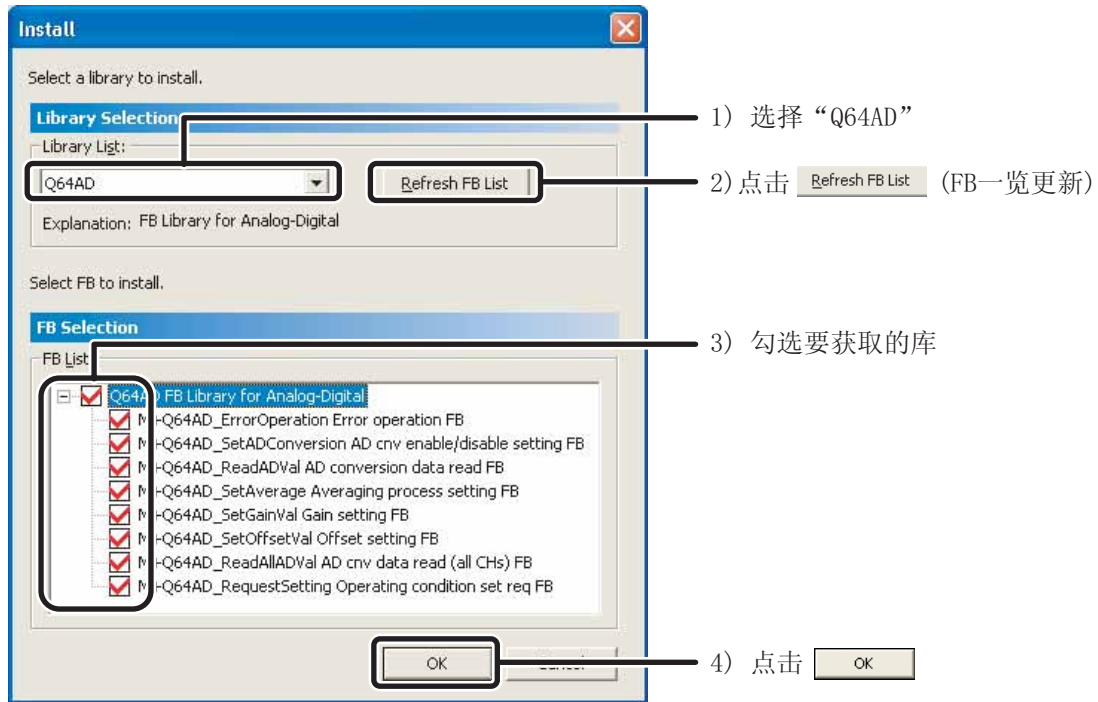 Install
Select a library to install.
Library Selection
Library List:
1) 选择“Q64AD”
Q64AD
Refresh FB List
2)点击 Refresh FB List (FB一览更新)
Explanation: FB Library for Analog-Digital
Select FB to install.
FB Selection
3) 勾选要获取的库
FB List
Q64AD FB Library for Analog-Digital
-Q64AD_ErrorOperation Error operation FB
-Q64AD_SetADConversion AD cnv enable/disable setting FB
-Q64AD_ReadADVal AD conversion data read FB
-Q64AD_SetAverage Averaging process setting FB
-Q64AD_SetGainVal Gain setting FB
-Q64AD_SetOffsetVal Offset setting FB
-Q64AD_ReadAllADVal AD cnv data read (all CHs) FB
-Q64AD_RequestSetting Operating condition set req FB
OK
4) 点击 OK